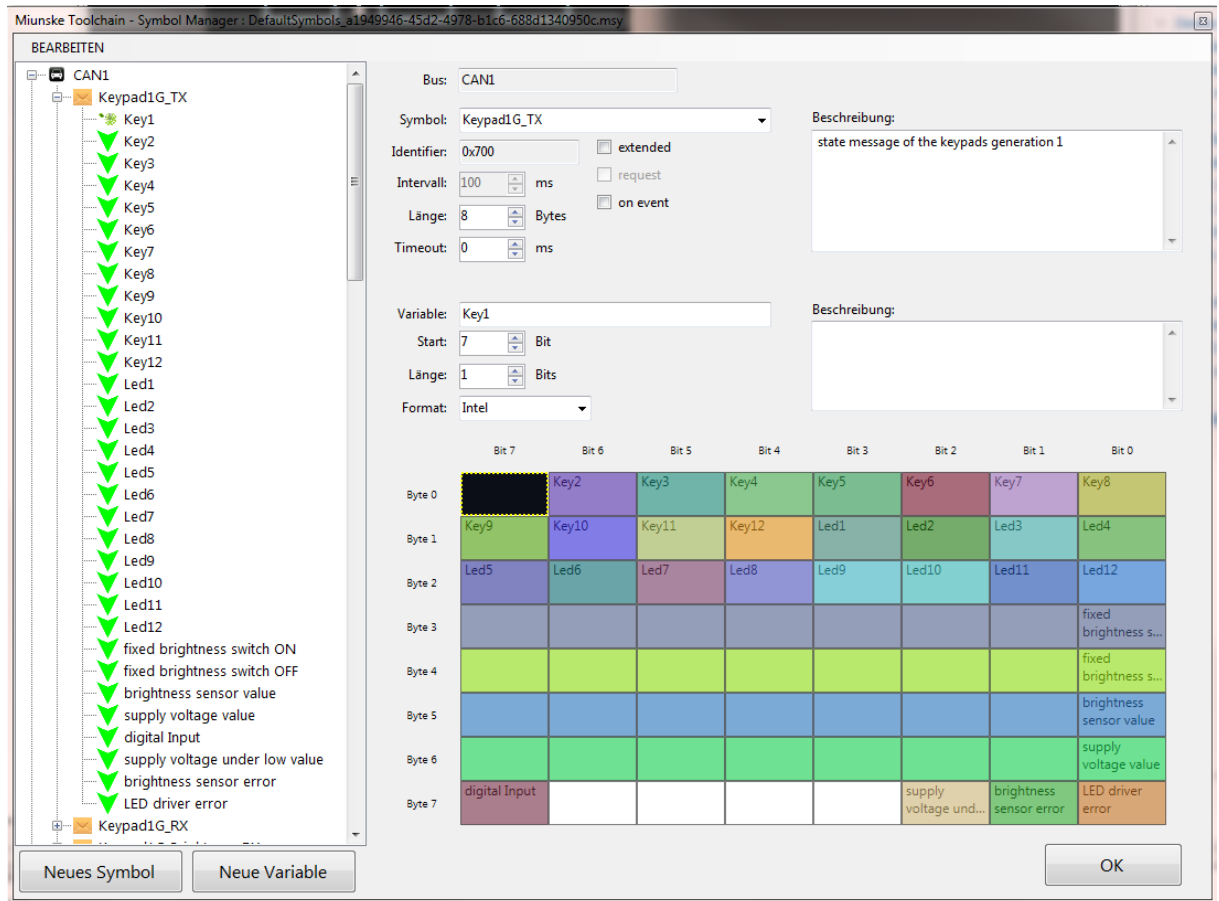 Miunske Toolchain - Symbol Manager : DefaultSymbols_a1949946-45d2-4978-b1c6-688d1340950c.msy
BEARBEITEN
CAN1
Keypad1G_TX
Key1
Key2
Key3
Key4
Key5
Key6
Key7
Key8
Key9
Key10
Key11
Key12
Led1
Led2
Led3
Led4
Led5
Led6
Led7
Led8
Led9
Led10
Led11
Led12
fixed brightness switch ON
fixed brightness switch OFF
brightness sensor value
supply voltage value
digital Input
supply voltage under low value
brightness sensor error
LED driver error
Keypad1G_RX
Neues Symbol Neue Variable
Bus: CAN1
Symbol: Keypad1G_TX
Identifier: 0x700 extended
Intervall: 100 ms request
Länge: 8 Bytes on event
Timeout: 0 ms
Beschreibung:
state message of the keypads generation 1
Variable: Key1
Start: 7 Bit
Länge: 1 Bits
Format: Intel
Beschreibung:
Bit 7 Bit 6 Bit 5 Bit 4 Bit 3 Bit 2 Bit 1 Bit 0
Byte 0 Key2 Key3 Key4 Key5 Key6 Key7 Key8
Byte 1 Key9 Key10 Key11 Key12 Led1 Led2 Led3 Led4
Byte 2 Led5 Led6 Led7 Led8 Led9 Led10 Led11 Led12
Byte 3 fixed
brightness s...
Byte 4 fixed
brightness s...
Byte 5 brightness
sensor value
Byte 6 supply
voltage value
Byte 7 digital Input supply brightness LED driver
voltage und... sensor error error
OK